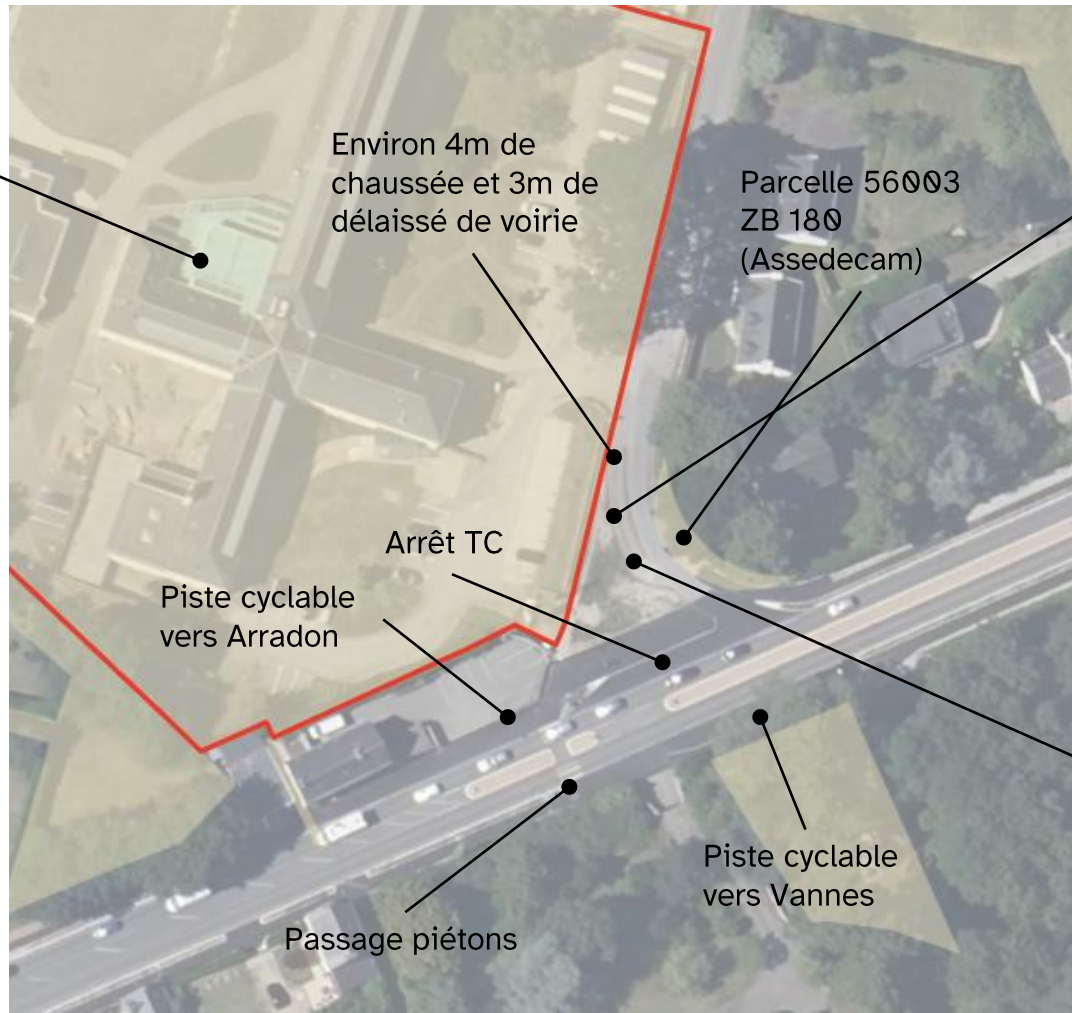 Environ 4m de
chaussée et 3m de
délaissé de voirie
Parcelle 56003
ZB 180
(Assedecam)
Arrêt TC
Piste cyclable
vers Arradon
Piste cyclable
vers Vannes
Passage piétons